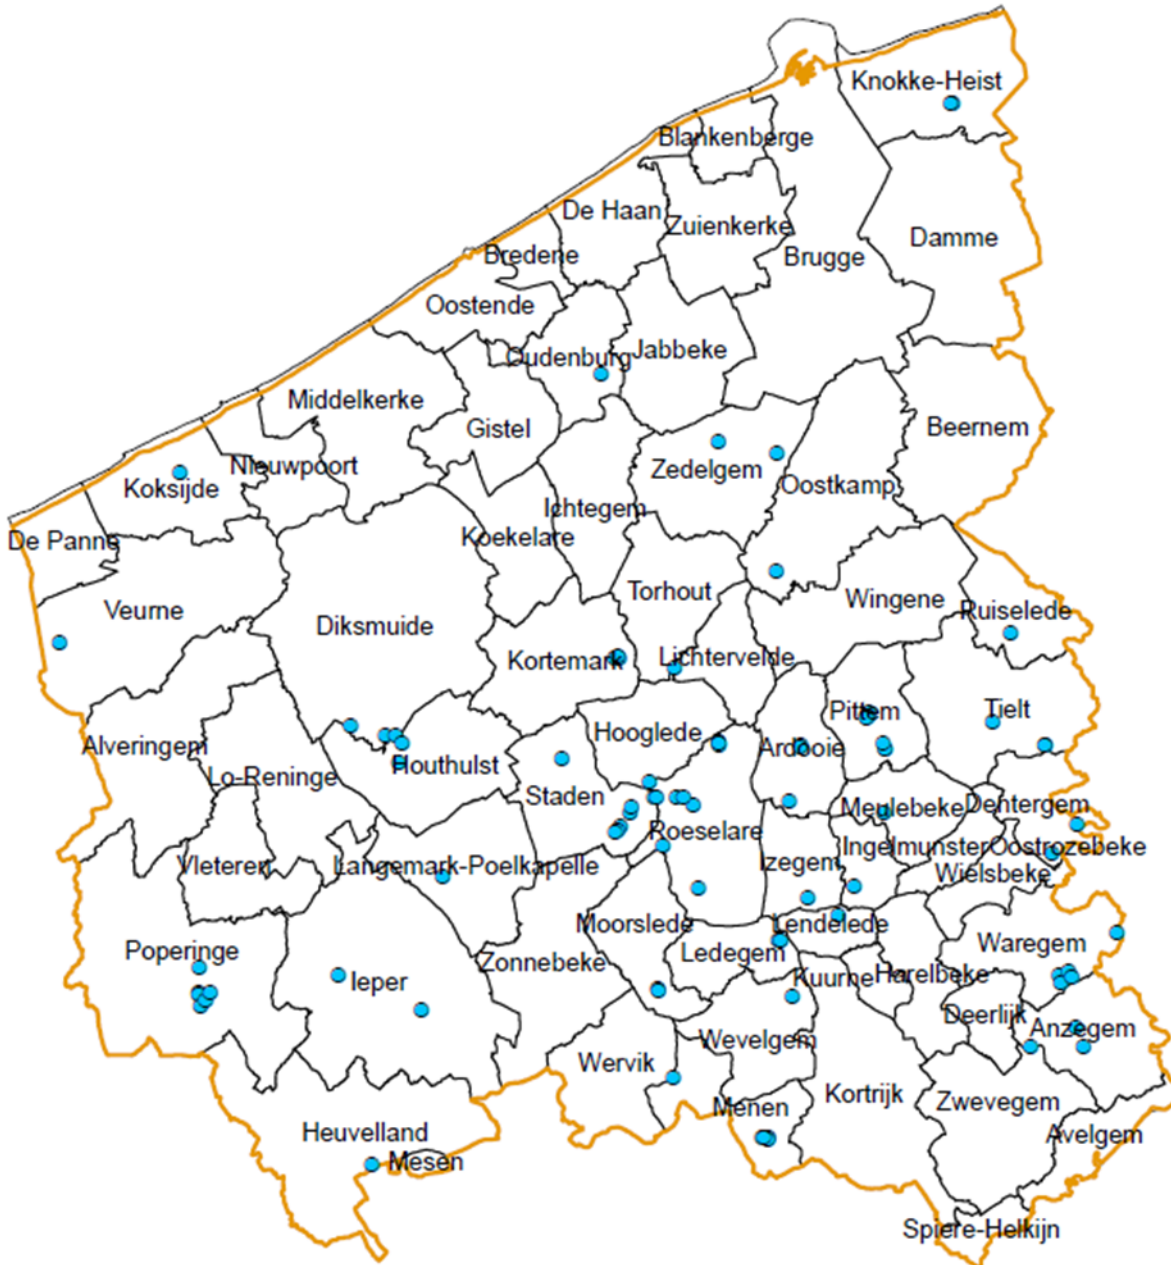 Knokke-Heist
Blankenberge
De Haan
Zuienkerke
Damme
Bredene
Brugge
Oostende
Oudenburg
Jabbeke
Middelkerke
Gistel
Beernem
Nieuwpoort
Zedelgem
Koksijde
Oostkamp
Ichtegem
De Panne
Koekelare
Torhout
Wingene
Veurne
Ruiselede
Diksmuide
Kortemark
Lichtervelde
Pittem
Tielt
Hooglede
Alveringem
Ardooie
Houthulst
Lo-Reninge
Staden
Meulebeke
Dentergem
Roeselare
Ingelmunster
Oostrozebeke
Vleteren
Langemark-Poelkapelle
Izegem
Wielsbeke
Moorslede
Lendelede
Poperinge
Ledegem
Waregem
Zonnebeke
Ieper
Kuurne
Harelbeke
Deerlijk
Anzegem
Wevelgem
Wervik
Kortrijk
Zwevegem
Menen
Heuvelland
Avelgem
Mesen
Spiere-Helkijn